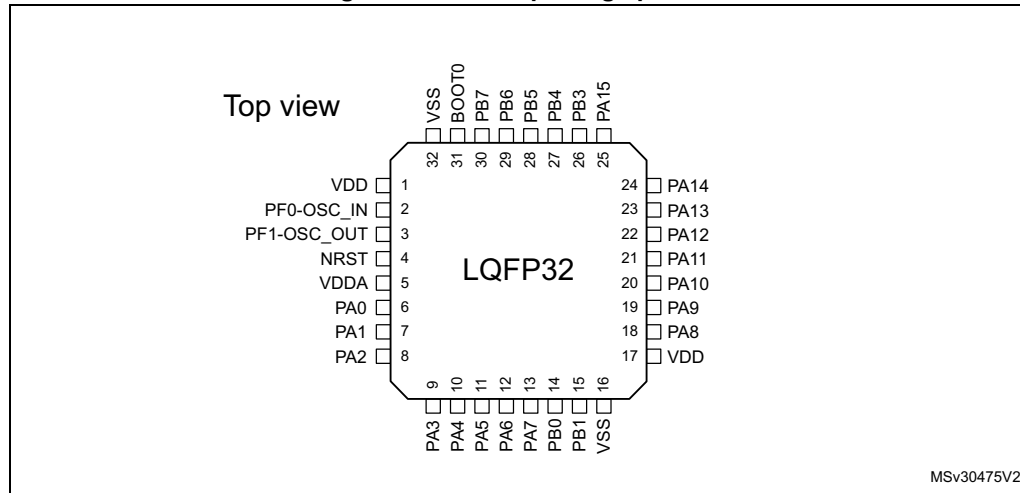 Top view
VSS
BOOT0
PB7
PB6
PB5
PB4
PB3
PA15
32
31
30
29
28
27
26
25
VDD 1
PF0-OSC_IN 2
PF1-OSC_OUT 3
NRST 4
VDDA 5
PA0 6
PA1 7
PA2 8
LQFP32
24 PA14
23 PA13
22 PA12
21 PA11
20 PA10
19 PA9
18 PA8
17 VDD
9
10
11
12
13
14
15
16
PA3
PA4
PA5
PA6
PA7
PB0
PB1
VSS
MSv30475V2